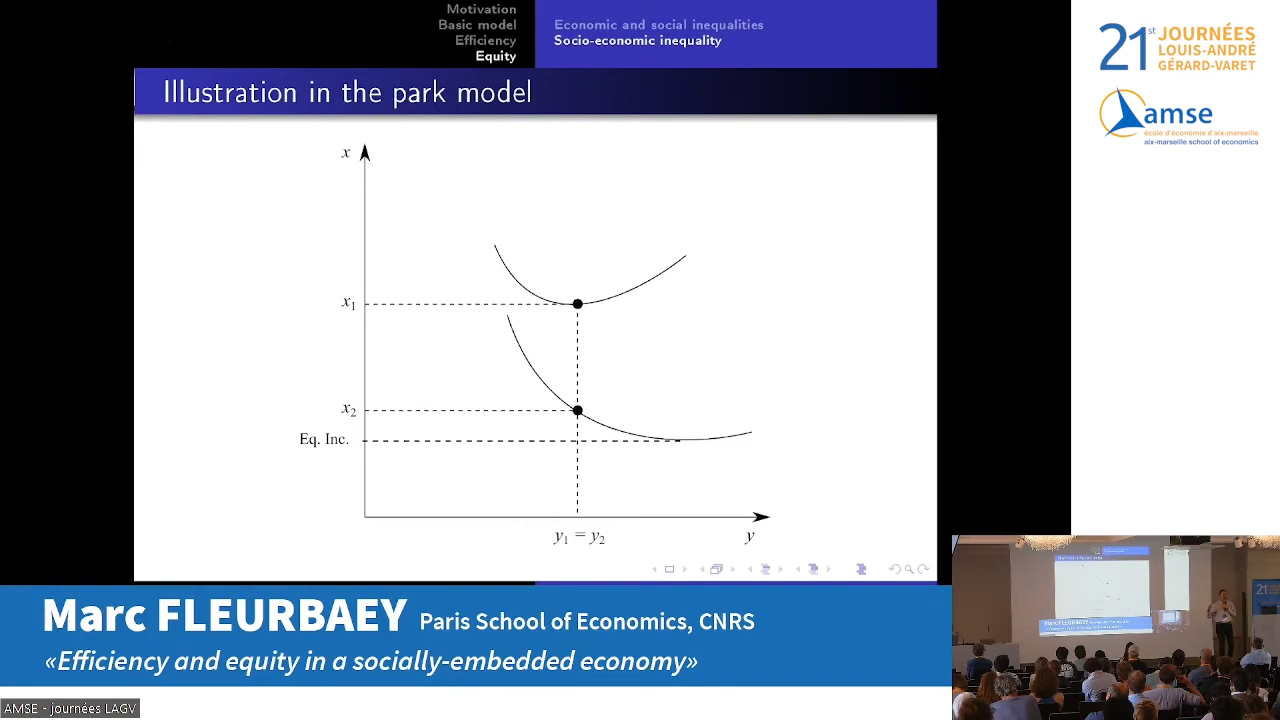 Motivation
Basic model
Efficiency
Equity
Economic and social inequalities
Socio-economic inequality
Illustration in the park model
x
x1
x2
Eq. Inc.
y1 = y2
y
21st JOURNÉES
LOUIS-ANDRÉ
GÉRARD-VARET
amse
école d'économie d'aix-marseille
aix-marseille school of economics
Marc FLEURBAEY Paris School of Economics, CNRS
«Efficiency and equity in a socially-embedded economy»
AMSE - journées LAGV